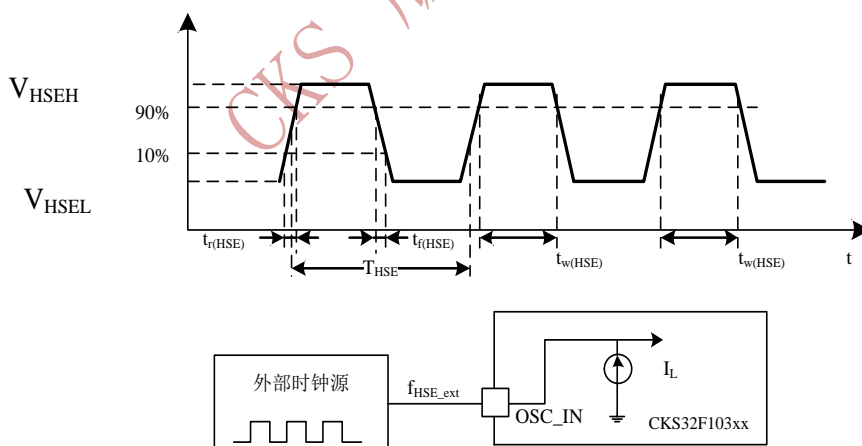 CKS
V_HSEH
90%
10%
V_HSEL
t_r(HSE)
t_f(HSE)
t_w(HSE)
t_w(HSE)
t
T_HSE
外部时钟源
f_HSE_ext
OSC_IN
I_L
CKS32F103xx